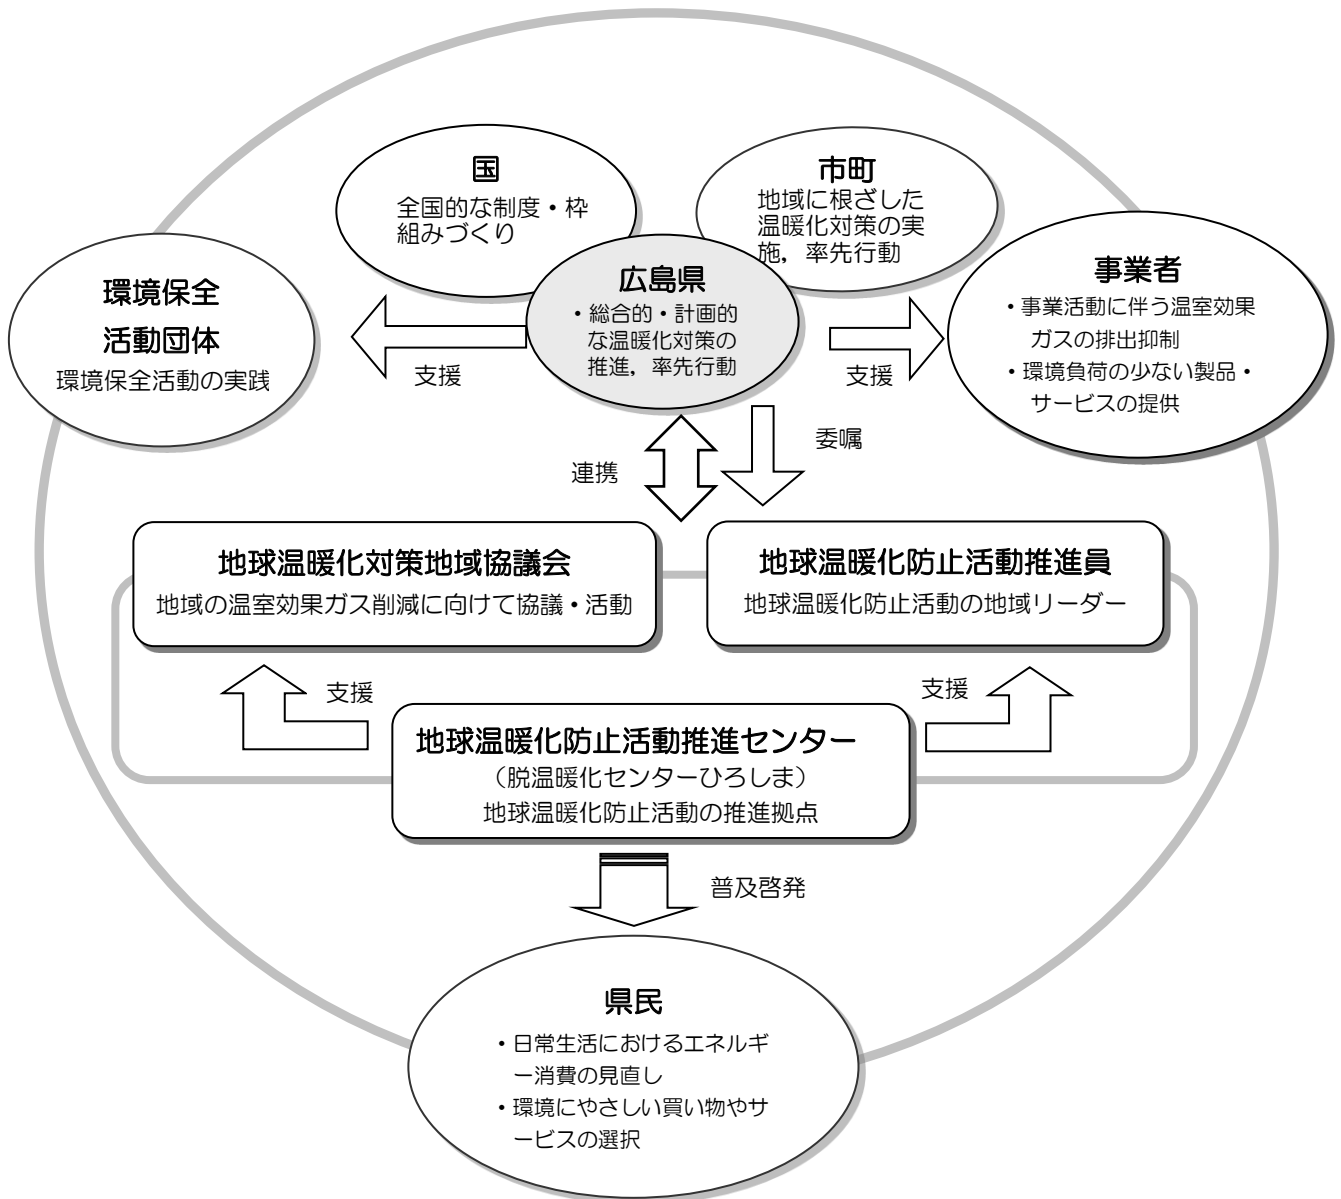 国
全国的な制度・枠
組みづくり
市町
地域に根ざした
温暖化対策の実
施，率先行動
環境保全
活動団体
環境保全活動の実践
広島県
・総合的・計画的
な温暖化対策の
推進，率先行動
事業者
・事業活動に伴う温室効果
ガスの排出抑制
・環境負荷の少ない製品・
サービスの提供
支援
支援
連携
委嘱
地球温暖化対策地域協議会
地域の温室効果ガス削減に向けて協議・活動
地球温暖化防止活動推進員
地球温暖化防止活動の地域リーダー
支援
支援
地球温暖化防止活動推進センター
（脱温暖化センターひろしま）
地球温暖化防止活動の推進拠点
普及啓発
県民
・日常生活におけるエネルギ
ー消費の見直し
・環境にやさしい買い物やサ
ービスの選択